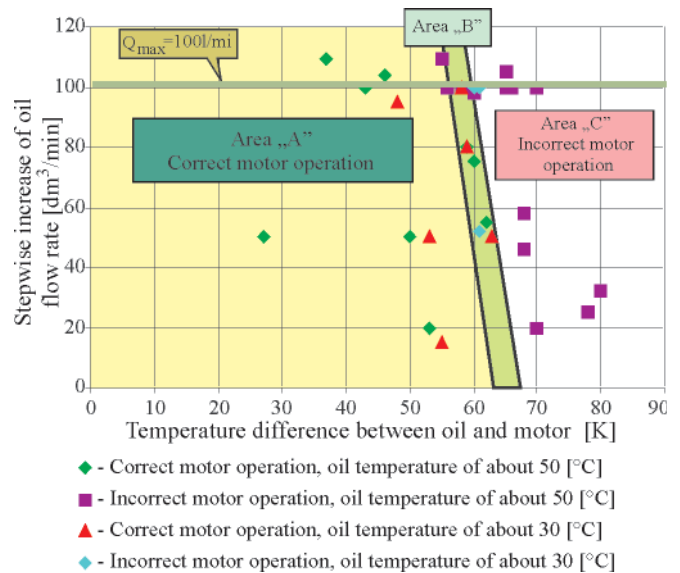 Area „B”
Q_max=100l/mi
120
100
80
60
40
20
0
Stepwise increase of oil
flow rate [dm³/min]
Area „A”
Correct motor operation
Area „C”
Incorrect motor
operation
0 10 20 30 40 50 60 70 80 90
Temperature difference between oil and motor [K]
- Correct motor operation, oil temperature of about 50 [°C]
- Incorrect motor operation, oil temperature of about 50 [°C]
- Correct motor operation, oil temperature of about 30 [°C]
- Incorrect motor operation, oil temperature of about 30 [°C]